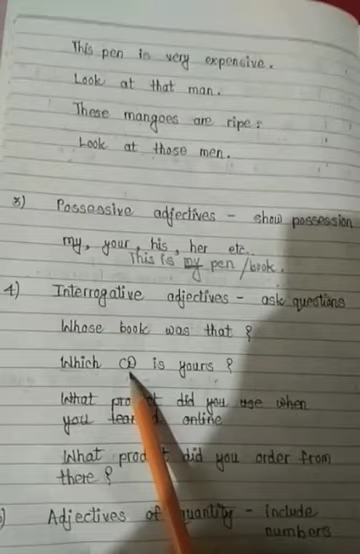 This pen is very expensive.
Look at that man.
These mangoes are ripe.
Look at those men.
3) Possessive adjectives - show possession
my, your, his, her etc.
This is my pen/book.
4) Interrogative adjectives - ask questions
Whose book was that ?
Which CD is yours ?
What did you use when
you online
What did you order from
there ?
) Adjectives of quantity - include
numbers